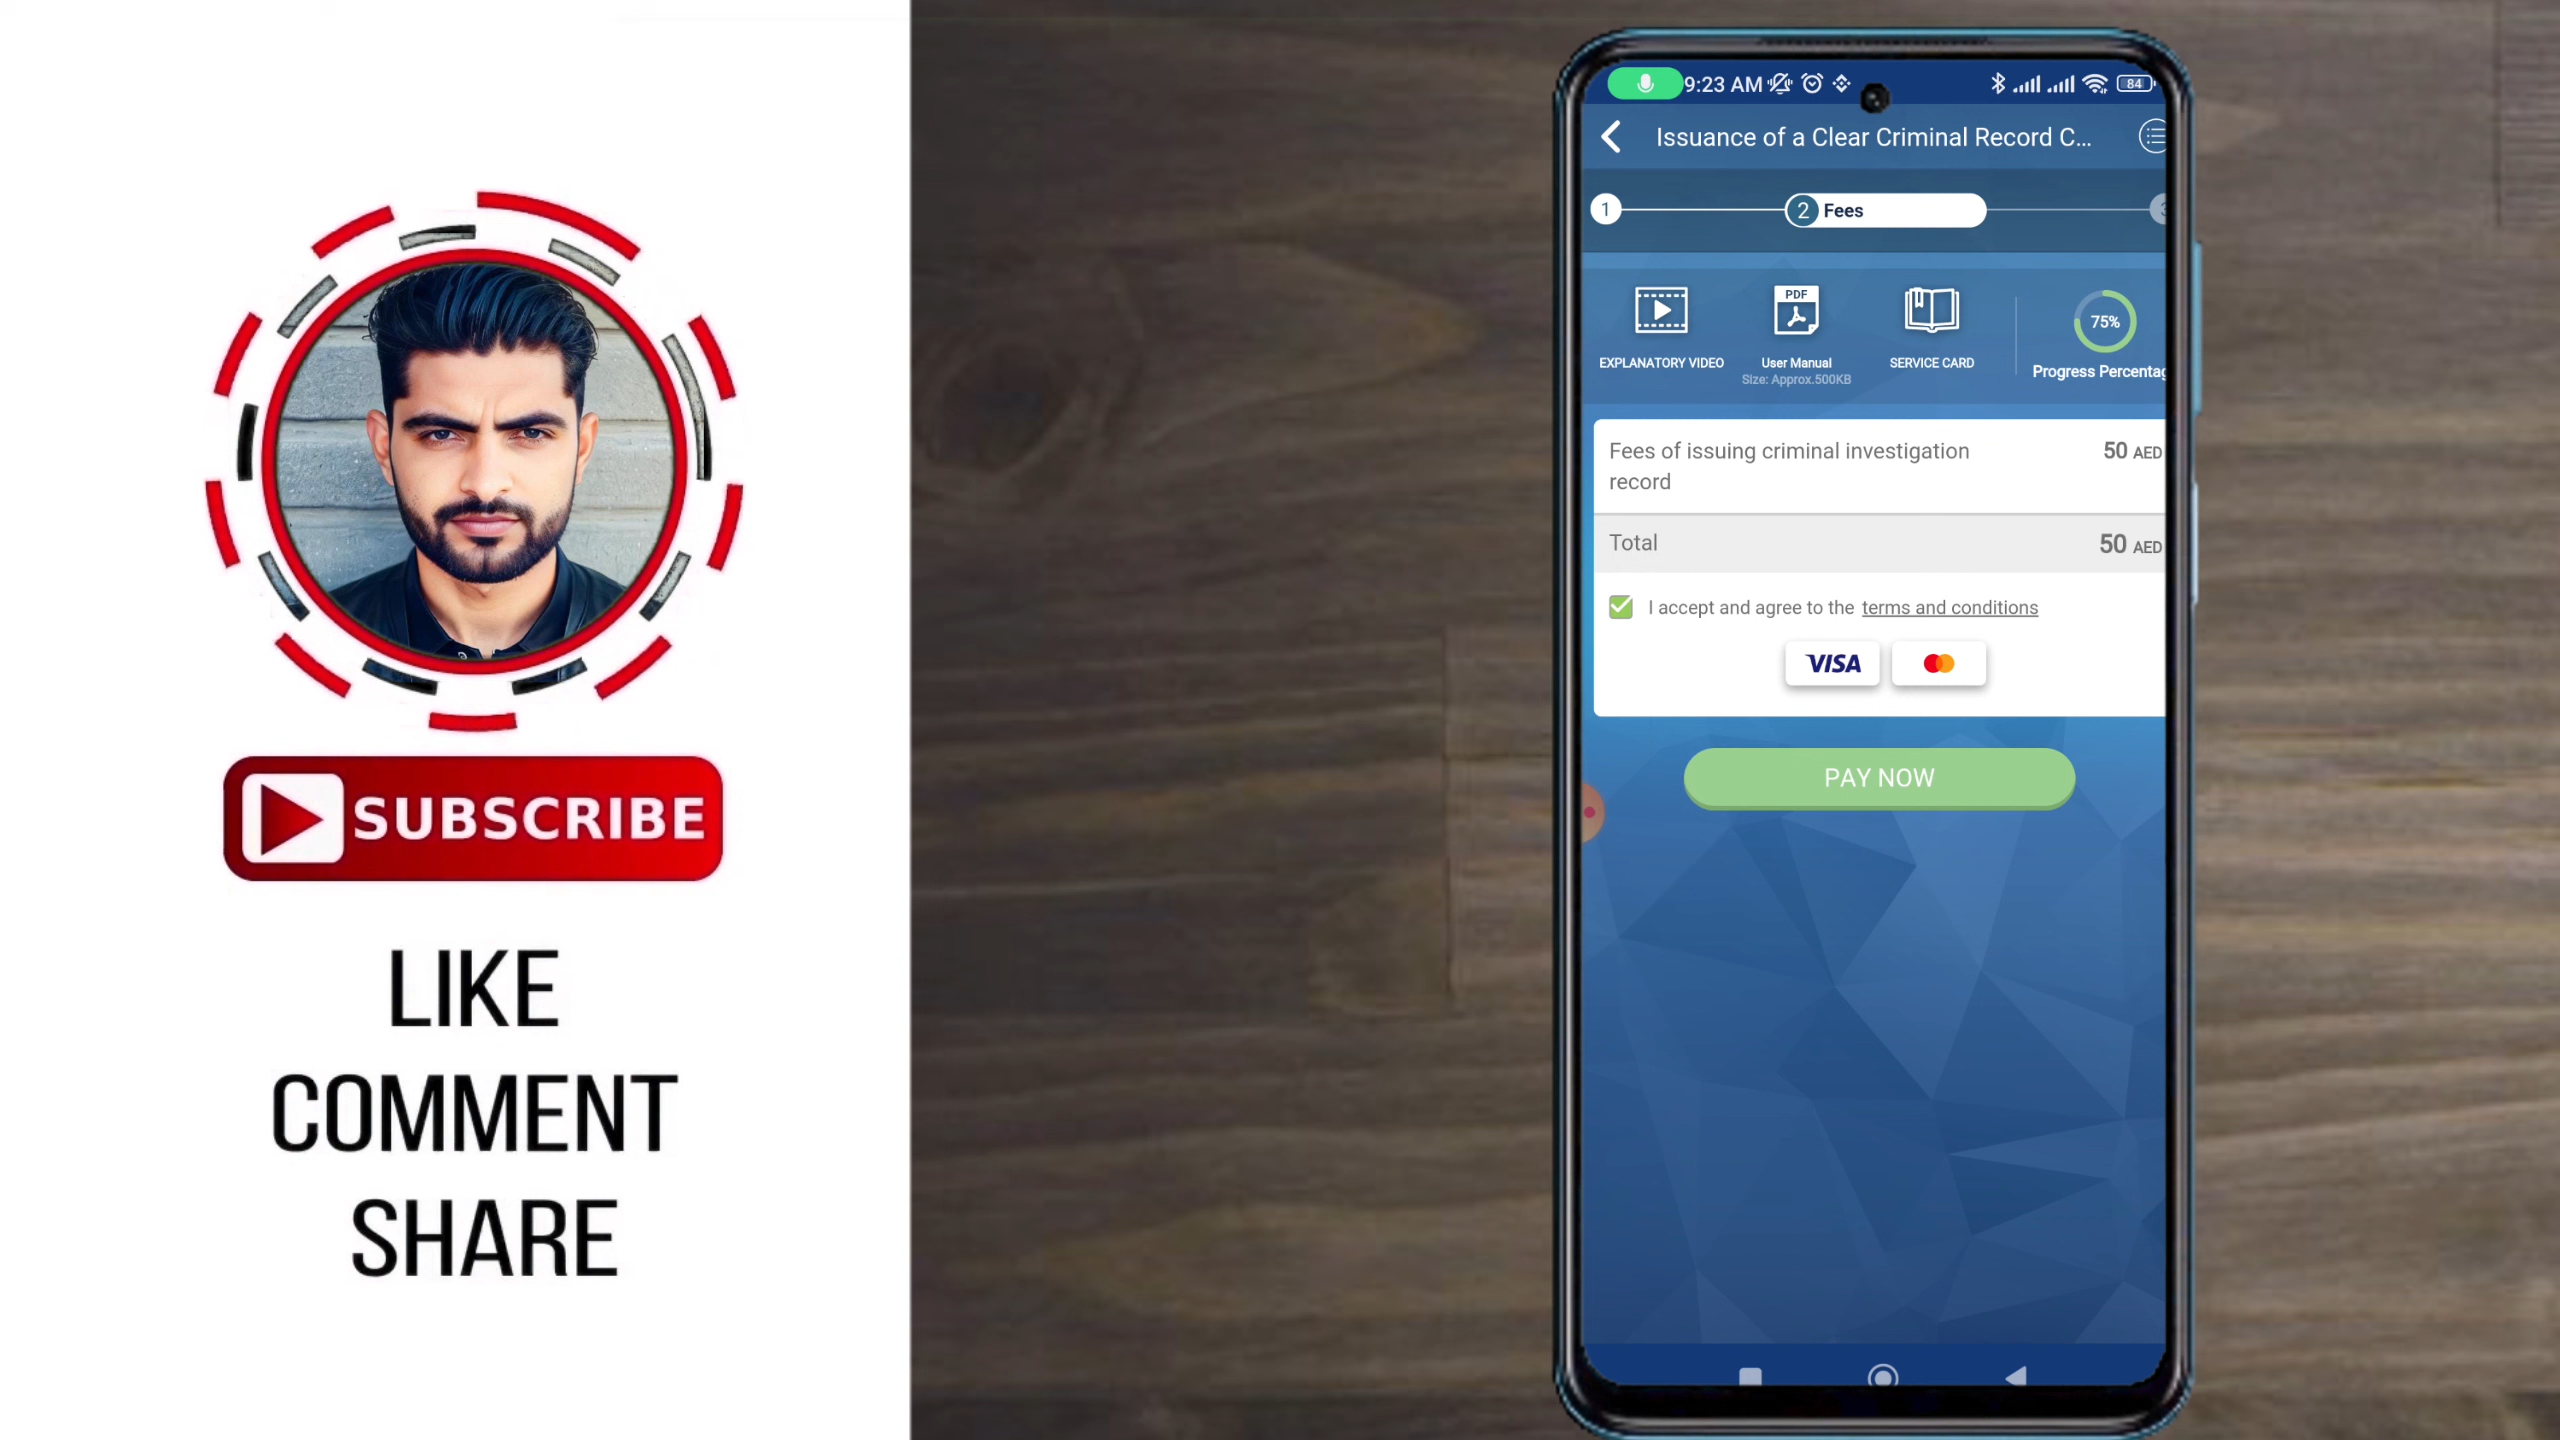 SUBSCRIBE
LIKE
COMMENT
SHARE
9:23 AM
84
Issuance of a Clear Criminal Record C...
1
2 Fees
EXPLANATORY VIDEO
PDF
User Manual
Size: Approx.500KB
SERVICE CARD
75%
Progress Percentag
Fees of issuing criminal investigation
record
50 AED
Total
50 AED
I accept and agree to the terms and conditions
VISA
PAY NOW